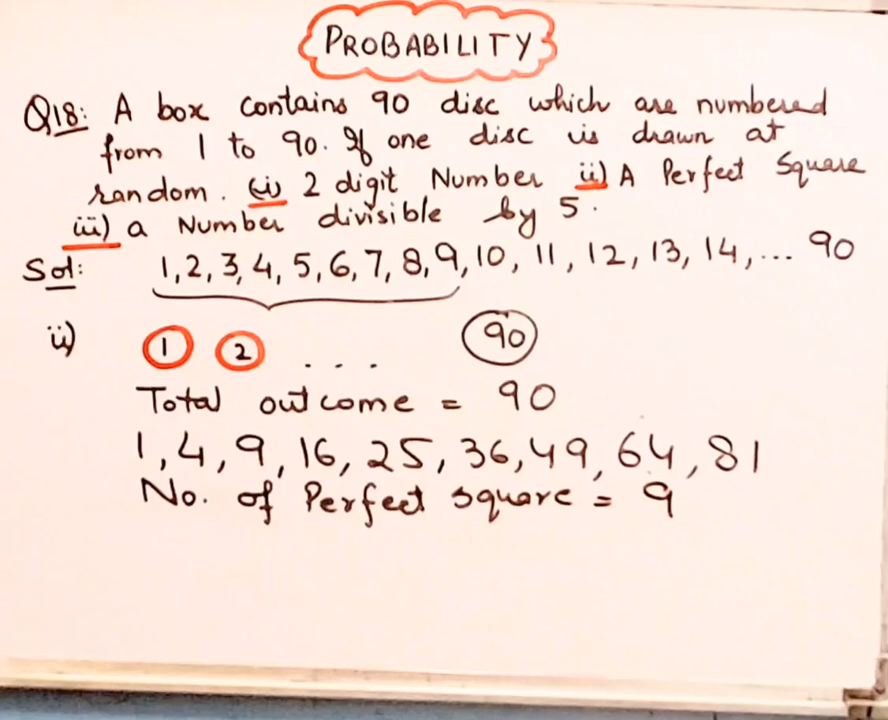 PROBABILITY
Q18: A box contains 90 disc which are numbered
from 1 to 90. If one disc is drawn at
random. (i) 2 digit Number ii) A Perfect Square
iii) a Number divisible by 5.
Sol: 1, 2, 3, 4, 5, 6, 7, 8, 9, 10, 11, 12, 13, 14, ... 90
ii) 1 2 ... 90
Total outcome = 90
1, 4, 9, 16, 25, 36, 49, 64, 81
No. of Perfect square = 9